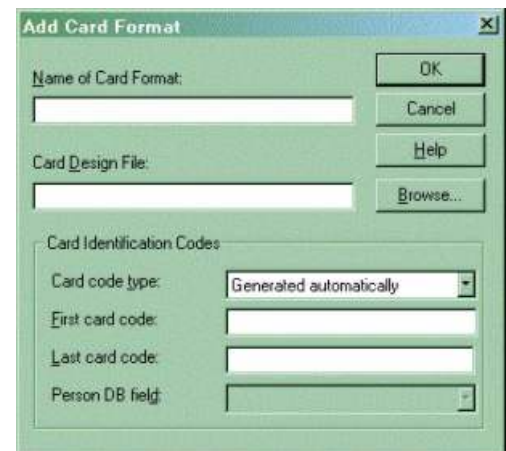 Add Card Format
Name of Card Format:
OK
Cancel
Help
Card Design File:
Browse...
Card Identification Codes
Card code type:
Generated automatically
First card code:
Last card code:
Person DB field: